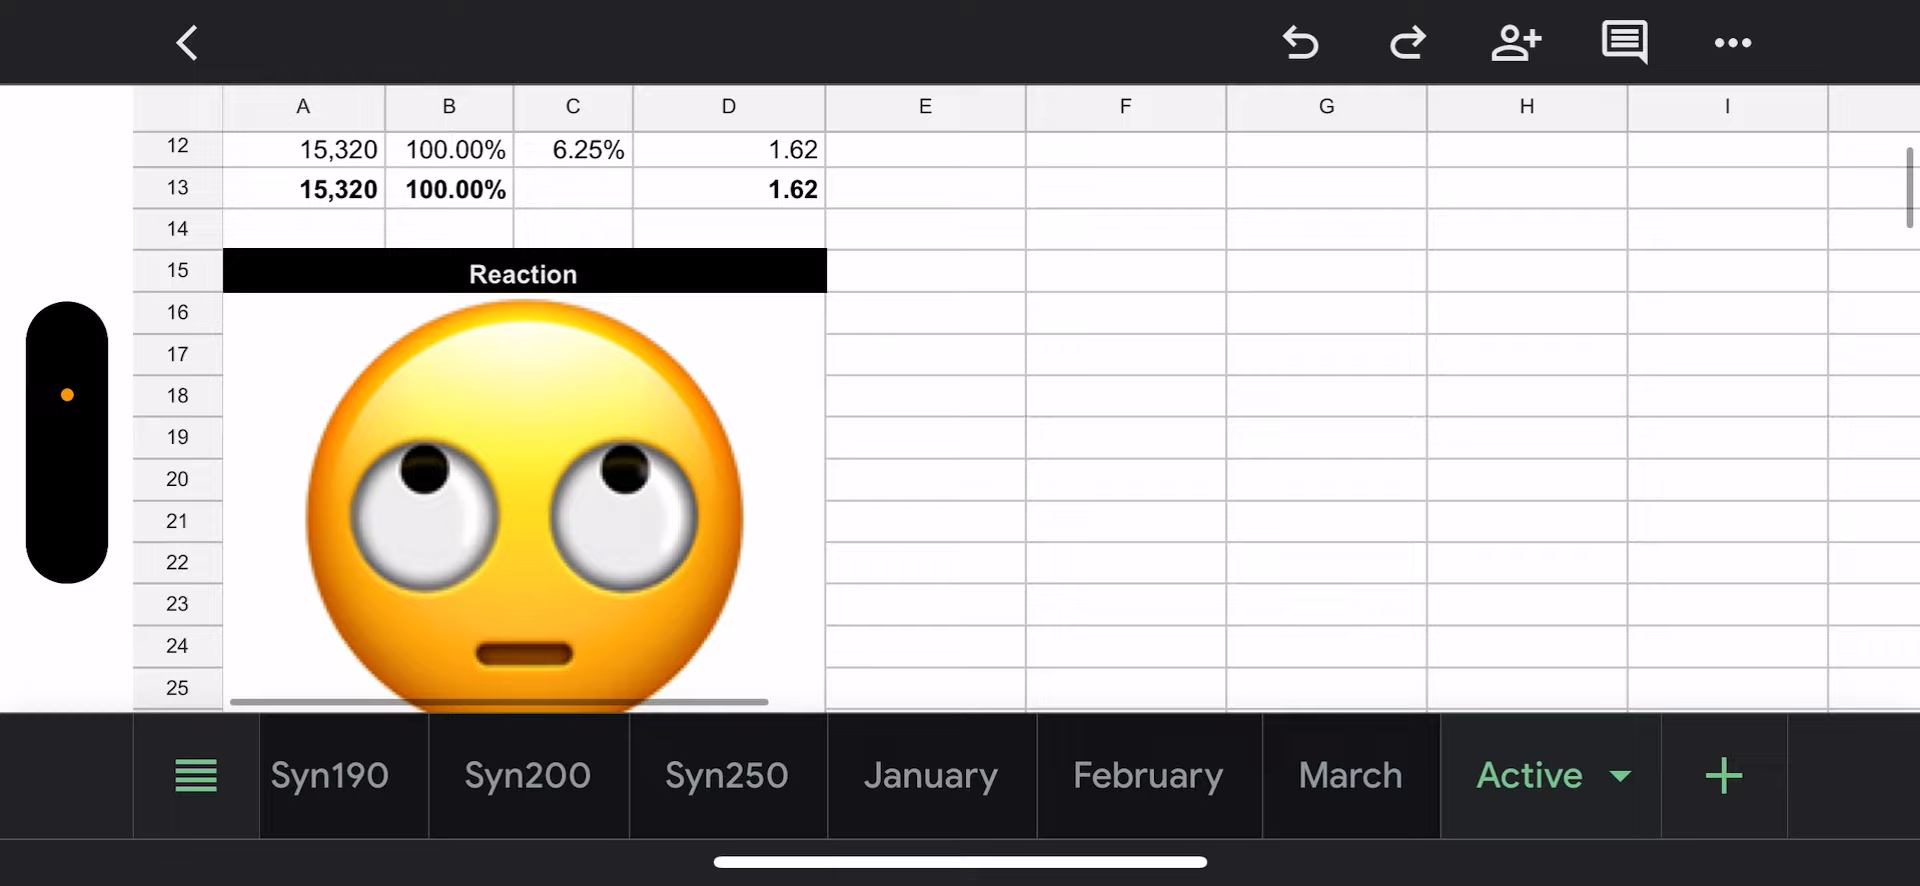 A B C D E F G H I
12 15,320 100.00% 6.25% 1.62
13 15,320 100.00% 1.62
14
15 Reaction
16
17
18
19
20
21
22
23
24
25
Syn190 Syn200 Syn250 January February March Active